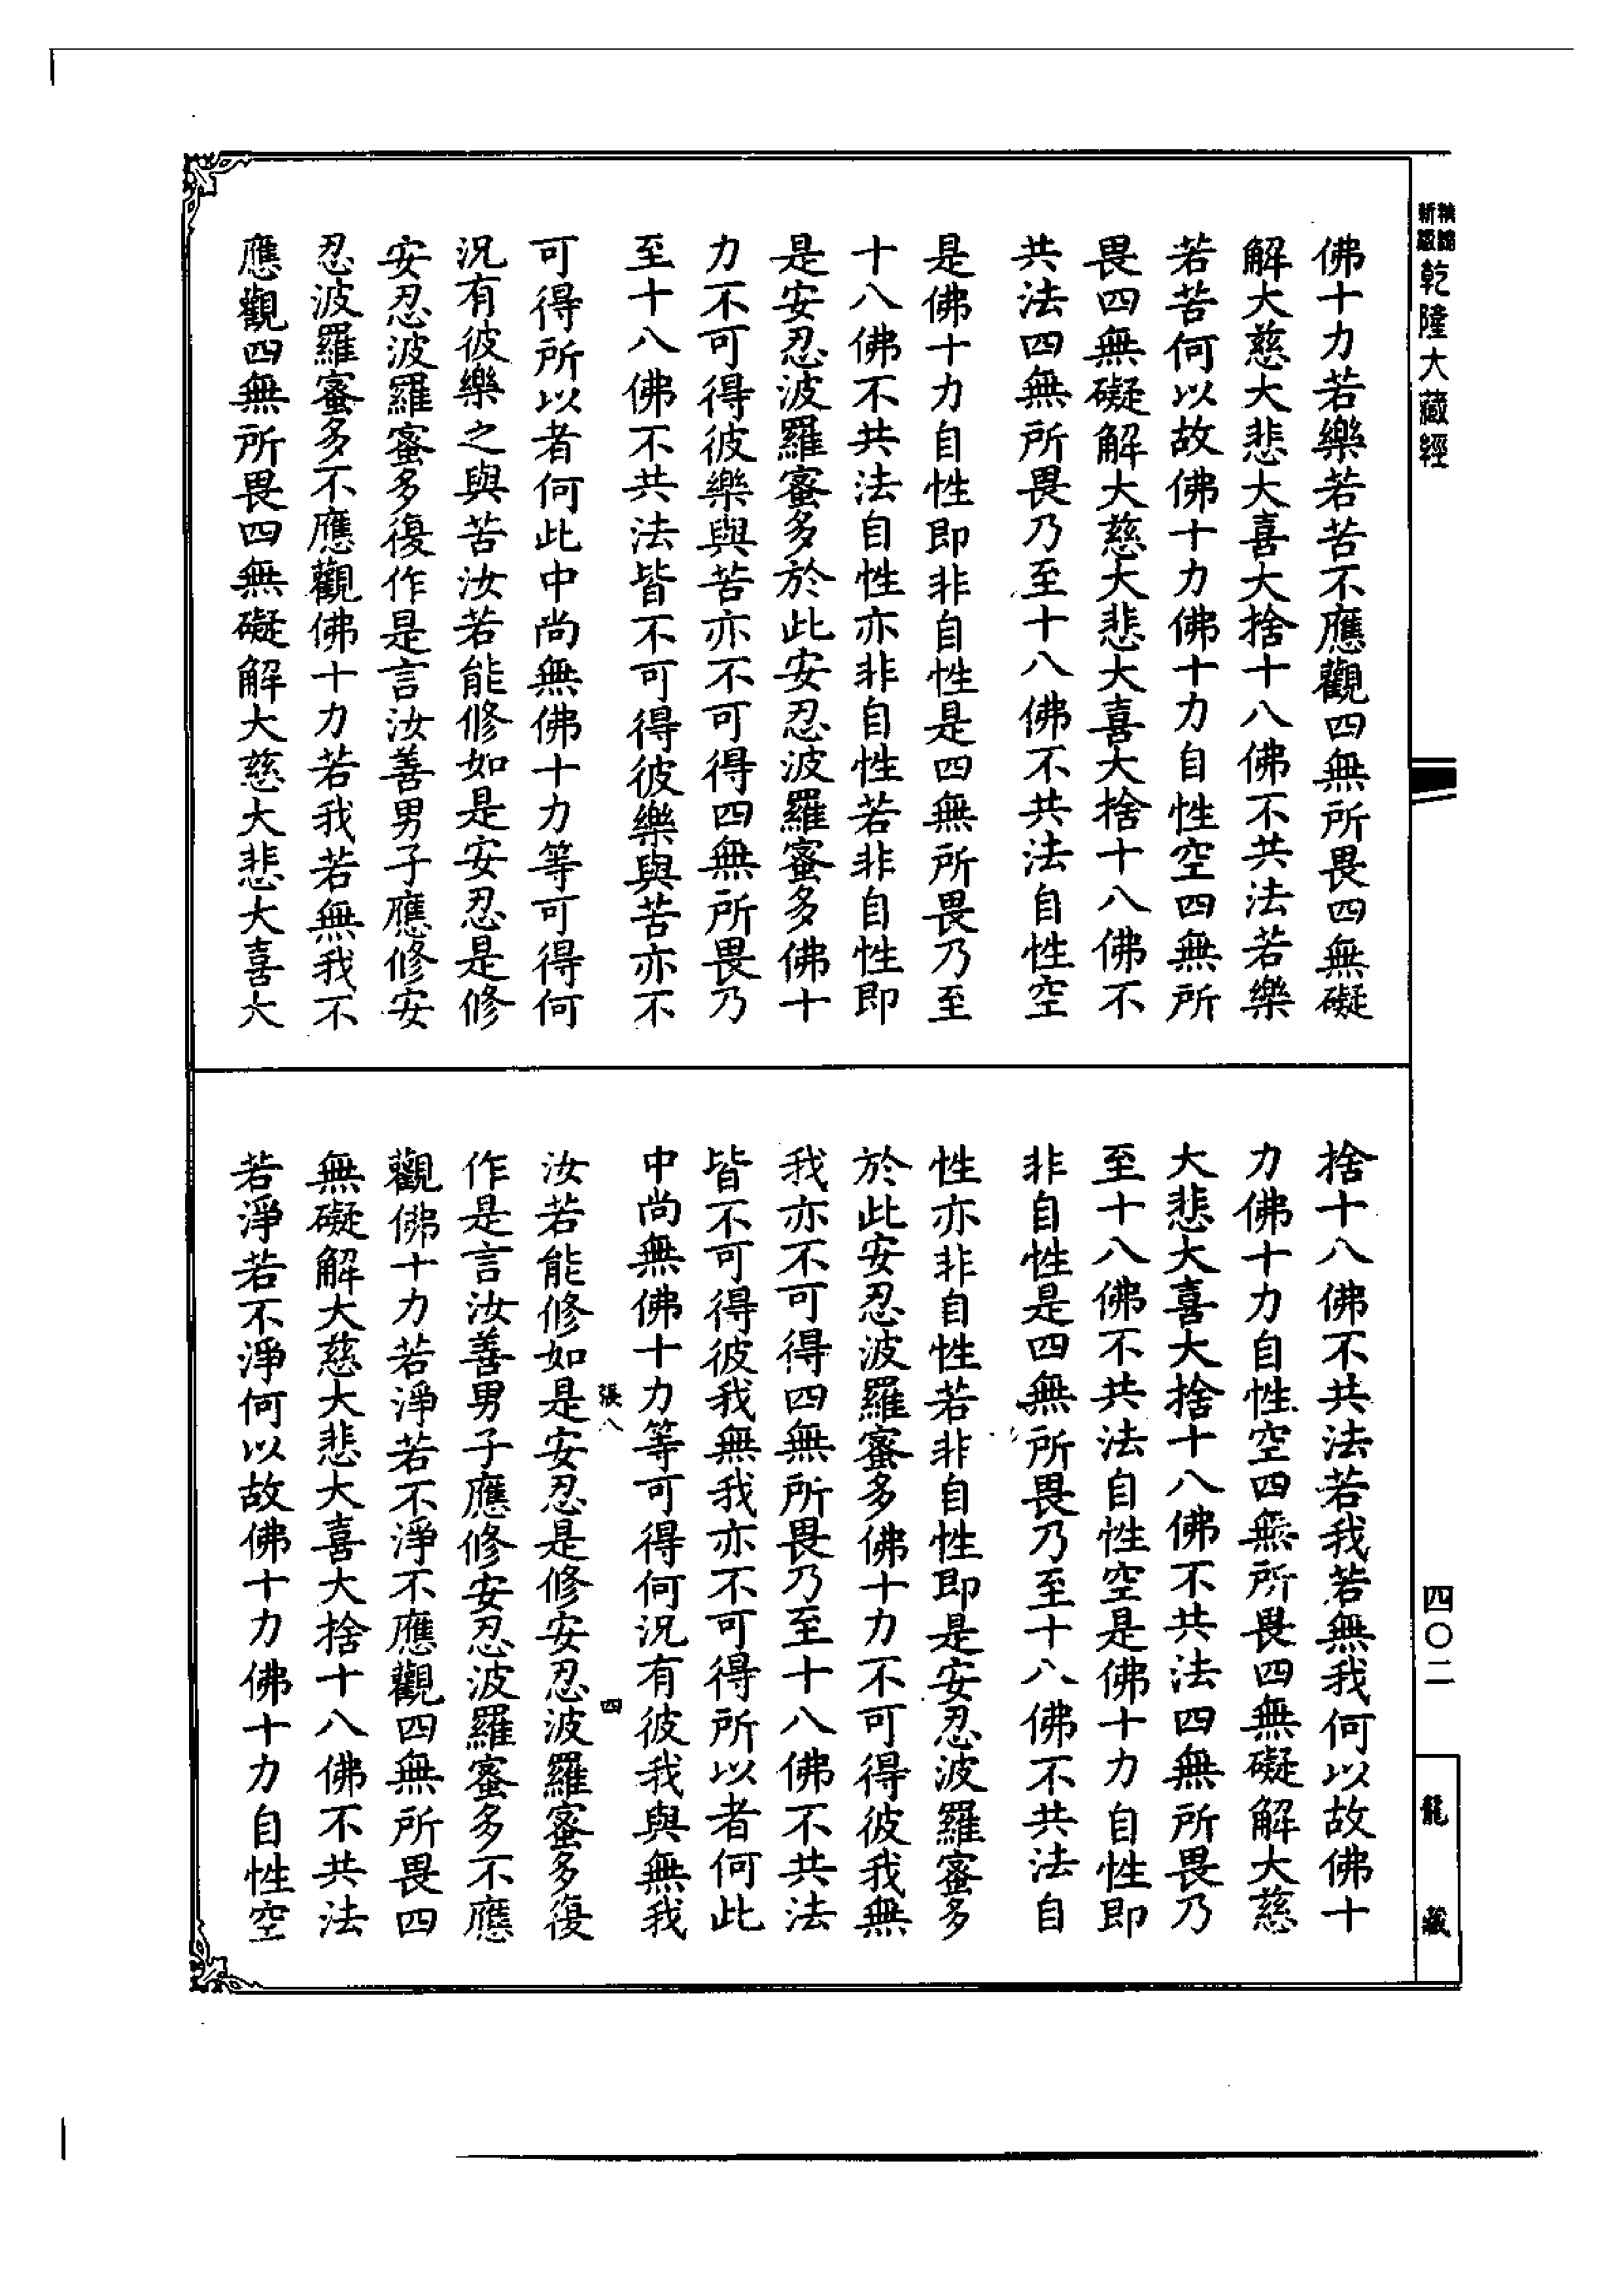 佛十力若樂若苦不應觀四無所畏四無礙
解大慈大悲大喜大捨十八佛不共法若樂
若苦何以故佛十力佛十力自性空四無所
畏四無礙解大慈大悲大喜大捨十八佛不
共法四無所畏乃至十八佛不共法自性空
是佛十力自性即非自性是四無所畏乃至
十八佛不共法自性亦非自性若非自性即
是安忍波羅蜜多於此安忍波羅蜜多佛十
力不可得彼樂與苦亦不可得四無所畏乃
至十八佛不共法皆不可得彼樂與苦亦不
可得所以者何此中尚無佛十力等可得何
況有彼樂之與苦汝若能修如是安忍是修
安忍波羅蜜多復作是言汝善男子應修安
忍波羅蜜多不應觀佛十力若我若無我不
應觀四無所畏四無礙解大慈大悲大喜大
捨十八佛不共法若我若無我何以故佛十
力佛十力自性空四無所畏四無礙解大慈
大悲大喜大捨十八佛不共法四無所畏乃
至十八佛不共法自性空是佛十力自性即
非自性是四無所畏乃至十八佛不共法自
性亦非自性若非自性即是安忍波羅蜜多
於此安忍波羅蜜多佛十力不可得彼我無
我亦不可得四無所畏乃至十八佛不共法
皆不可得彼我無我亦不可得所以者何此
中尚無佛十力等可得何況有彼我與無我
張八 四
汝若能修如是安忍是修安忍波羅蜜多復
作是言汝善男子應修安忍波羅蜜多不應
觀佛十力若淨若不淨不應觀四無所畏四
無礙解大慈大悲大喜大捨十八佛不共法
若淨若不淨何以故佛十力佛十力自性空
乾隆大藏經
四〇二
龍藏